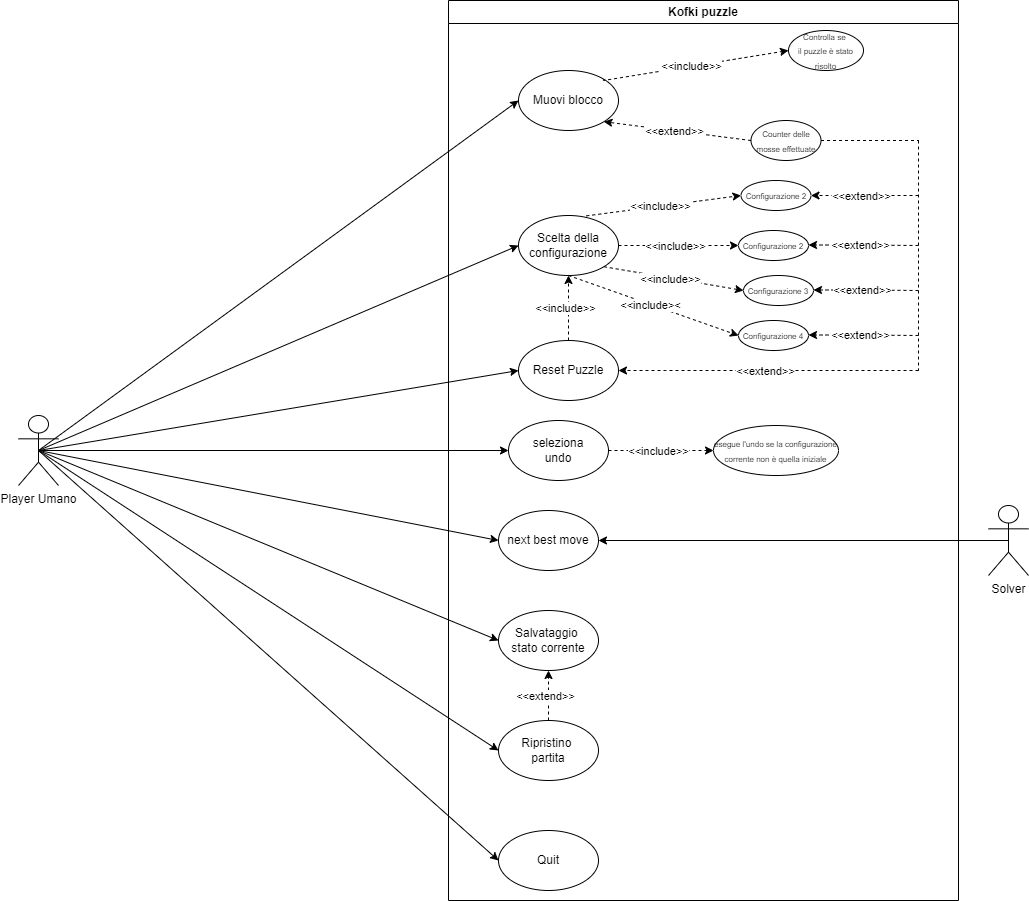 Kofki puzzle
Controlla se
il puzzle è stato
risolto
<<include>>
Muovi blocco
<<extend>>
Counter delle
mosse effettuate
<<include>>
Configurazione 2
<<extend>>
Scelta della
configurazione
<<include>>
Configurazione 2
<<extend>>
<<include>>
Configurazione 3
<<extend>>
<<include>>
<<include><
Configurazione 4
<<extend>>
Reset Puzzle
<<extend>>
seleziona
undo
<<include>>
esegue l'undo se la configurazione
corrente non è quella iniziale
Player Umano
next best move
Solver
Salvataggio
stato corrente
<<extend>>
Ripristino
partita
Quit